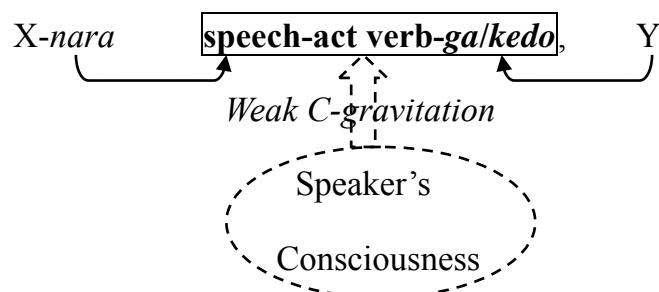 X-nara speech-act verb-ga/kedo, Y
Weak C-gravitation
Speaker’s
Consciousness